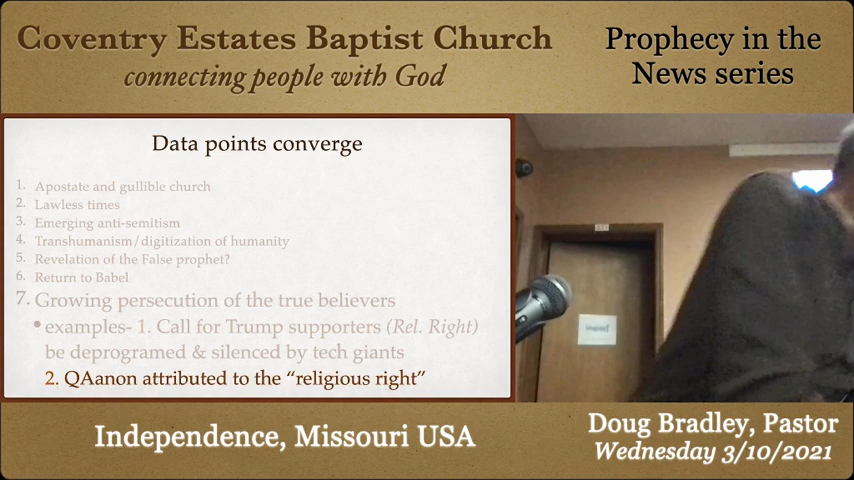 Coventry Estates Baptist Church
connecting people with God
Prophecy in the
News series
Data points converge
1. Apostate and gullible church
2. Lawless times
3. Emerging anti-semitism
4. Transhumanism/digitization of humanity
5. Revelation of the False prophet?
6. Return to Babel
7. Growing persecution of the true believers
• examples- 1. Call for Trump supporters (Rel. Right)
be deprogramed & silenced by tech giants
2. QAanon attributed to the “religious right”
Independence, Missouri USA
Doug Bradley, Pastor
Wednesday 3/10/2021